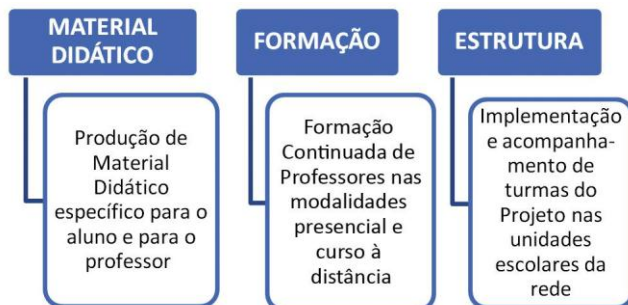 MATERIAL
DIDÁTICO
Produção de
Material
Didático
específico para o
aluno e para o
professor
FORMAÇÃO
Formação
Continuada de
Professores nas
modalidades
presencial e
curso à
distância
ESTRUTURA
Implementação
e acompanha-
mento de
turmas do
Projeto nas
unidades
escolares da
rede